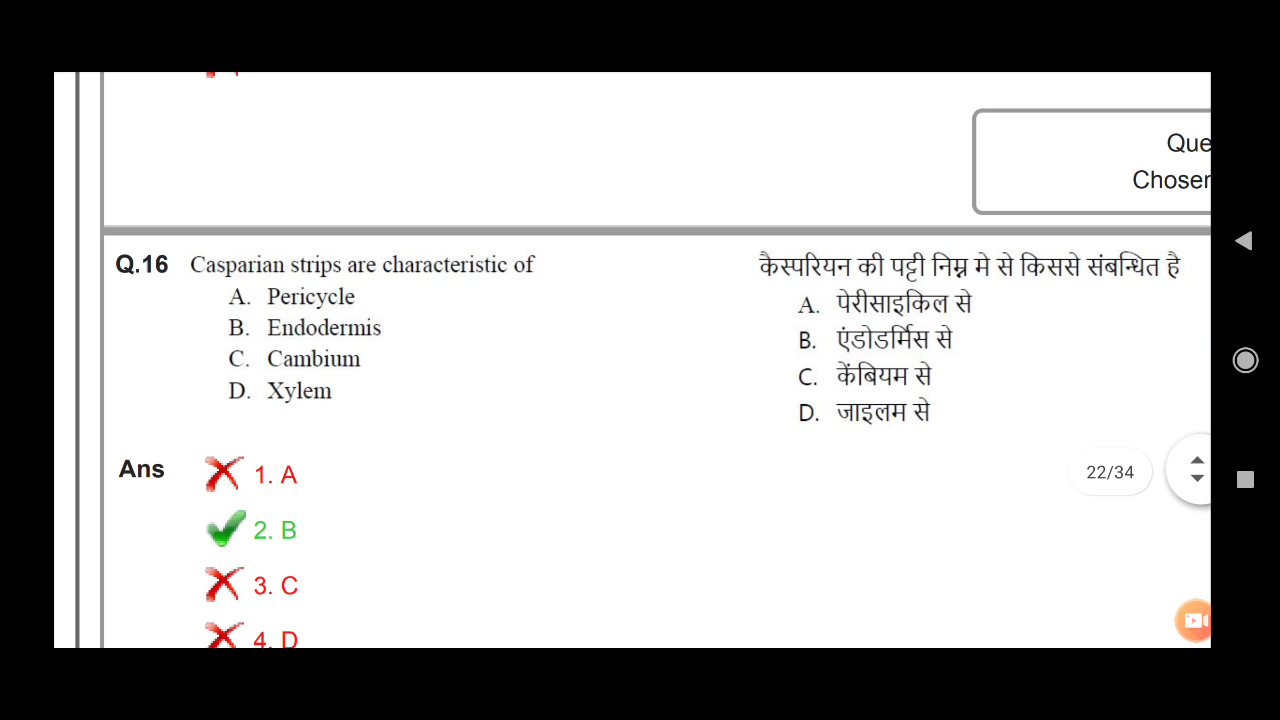 Que
Chosen
Q.16 Casparian strips are characteristic of
A. Pericycle
B. Endodermis
C. Cambium
D. Xylem
कैस्परियन की पट्टी निम्न मे से किससे संबन्धित है
A. पेरीसाइकिल से
B. एंडोडर्मिस से
C. केंबियम से
D. जाइलम से
Ans
1. A
2. B
3. C
4. D
22/34